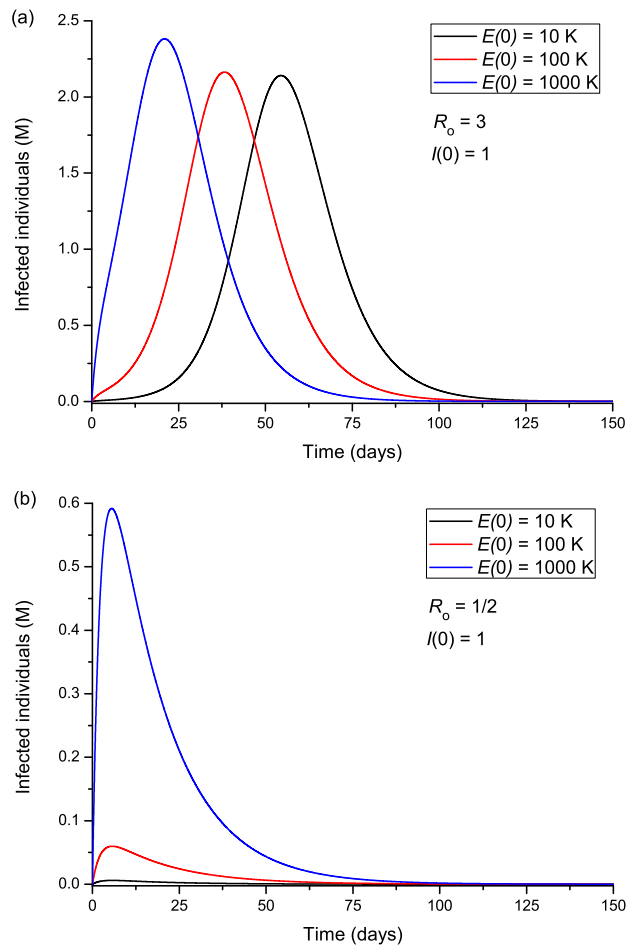 (a)
2.5
2.0
1.5
1.0
0.5
0.0
Infected individuals (M)
E(0) = 10 K
E(0) = 100 K
E(0) = 1000 K
Ro = 3
I(0) = 1
0 25 50 75 100 125 150
Time (days)
(b)
0.6
0.5
0.4
0.3
0.2
0.1
0.0
Infected individuals (M)
E(0) = 10 K
E(0) = 100 K
E(0) = 1000 K
Ro = 1/2
I(0) = 1
0 25 50 75 100 125 150
Time (days)